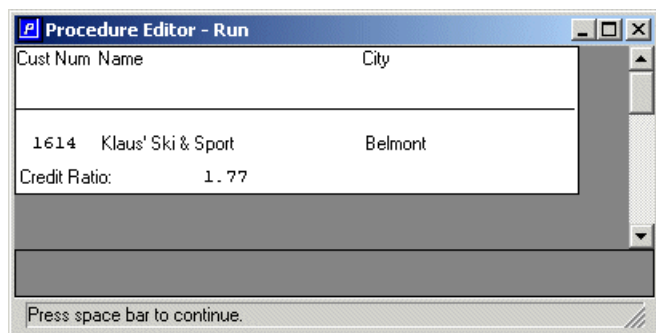 Procedure Editor - Run
Cust Num Name City
1614 Klaus' Ski & Sport Belmont
Credit Ratio: 1.77
Press space bar to continue.